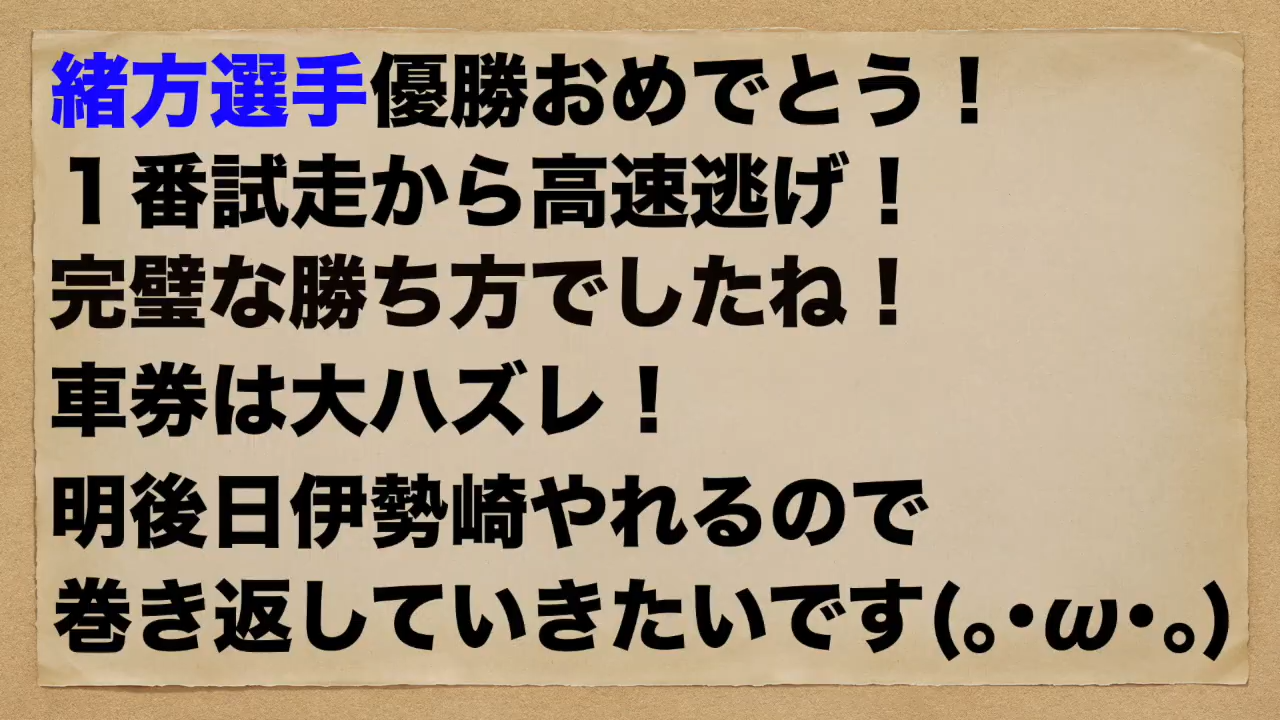 緒方選手優勝おめでとう！
１番試走から高速逃げ！
完璧な勝ち方でしたね！
車券は大ハズレ！
明後日伊勢崎やれるので
巻き返していきたいです(｡･ω･｡)